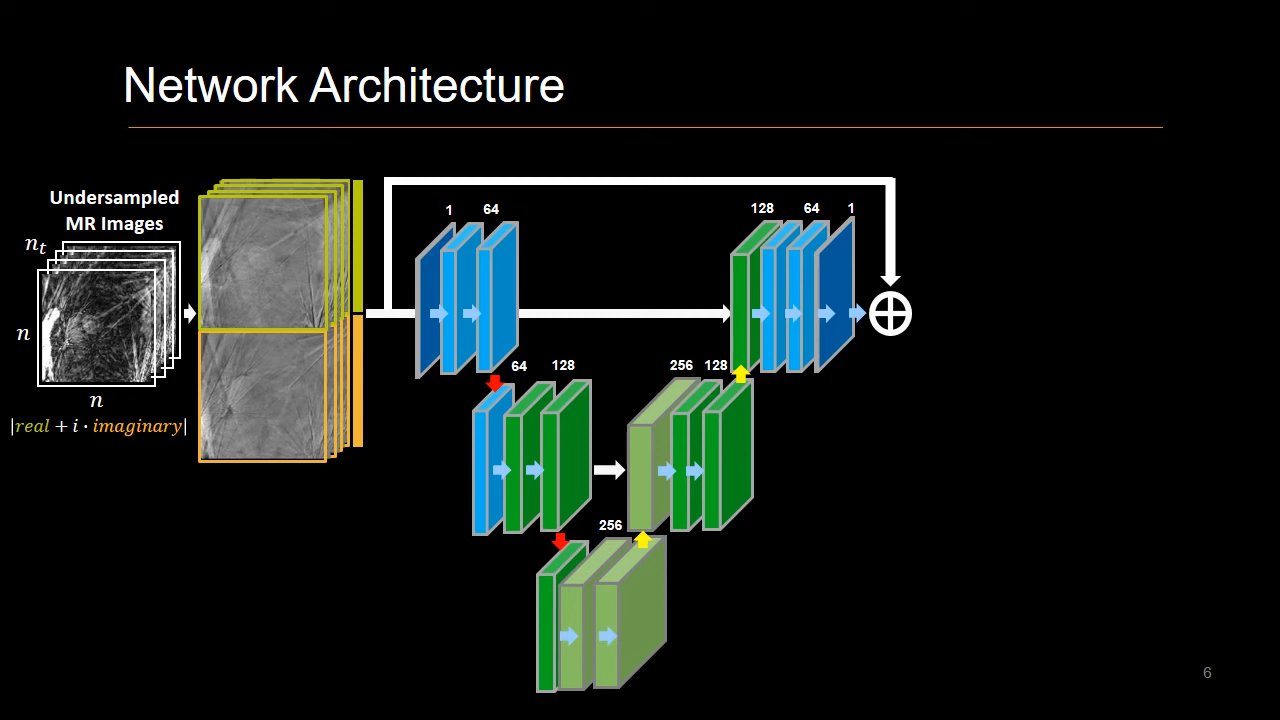 Network Architecture
Undersampled
MR Images
n_t
n
n
|real + i · imaginary|
1 64
128 64 1
64 128
256 128
256
6